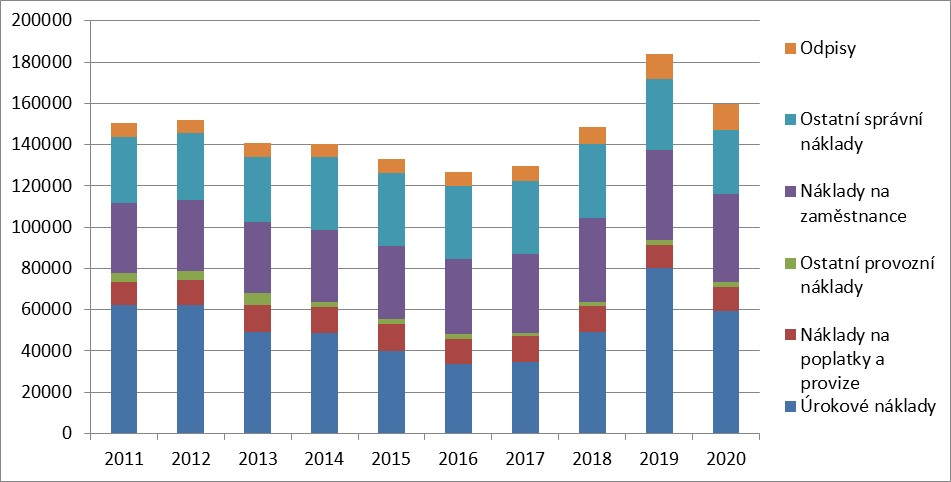 200000
180000
160000
140000
120000
100000
80000
60000
40000
20000
0
2011 2012 2013 2014 2015 2016 2017 2018 2019 2020
Odpisy
Ostatní správní
náklady
Náklady na
zaměstnance
Ostatní provozní
náklady
Náklady na
poplatky a
provize
Úrokové náklady